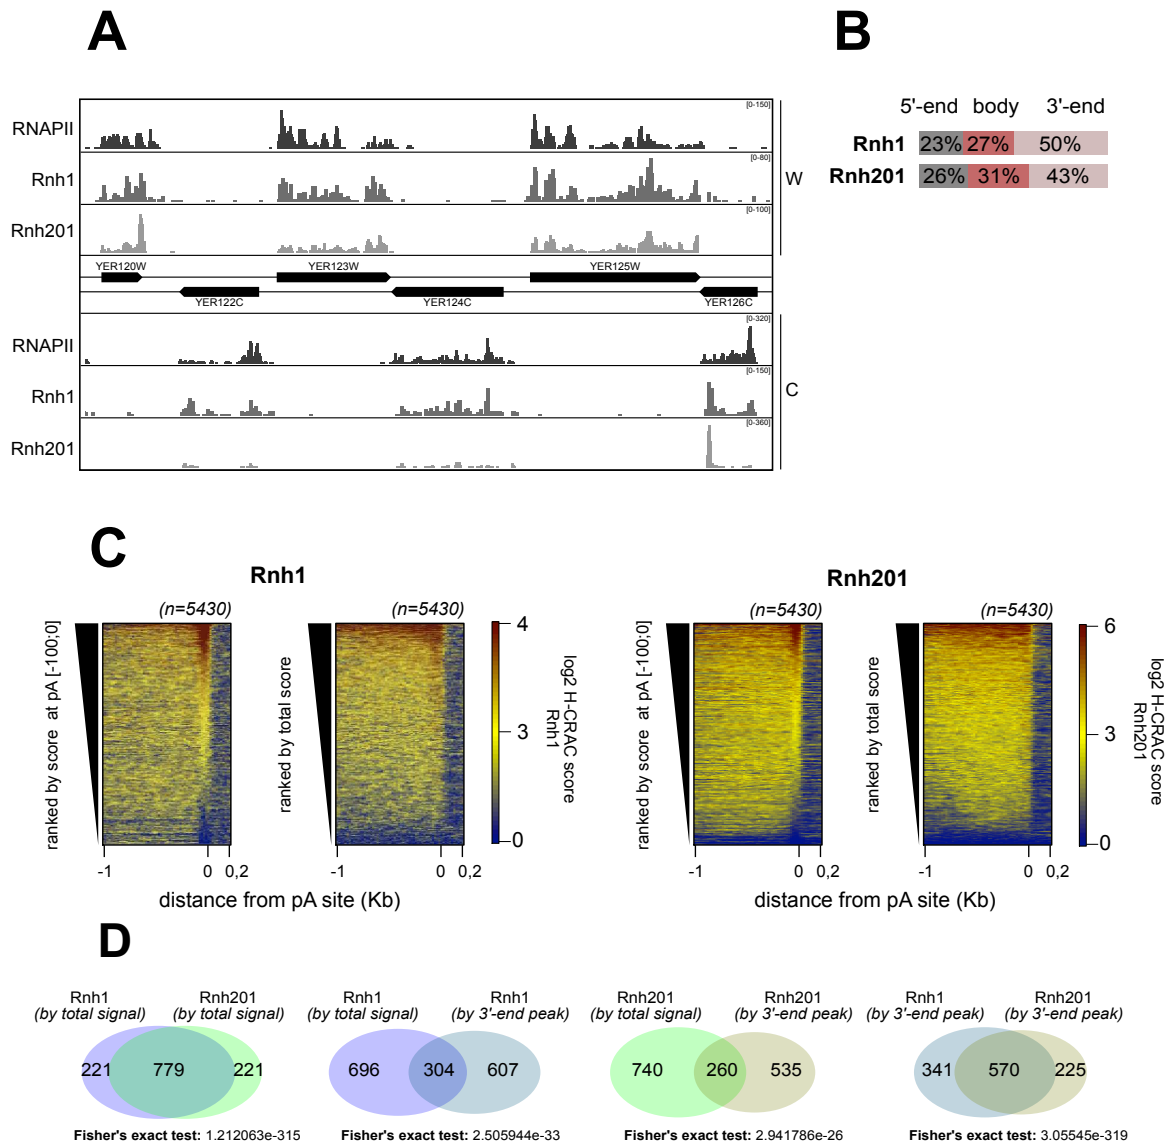 A
B
[0-150]
RNAPII
[0-80]
Rnh1
W
[0-100]
Rnh201
YER120W YER123W YER125W
YER122C YER124C YER126C
[0-320]
RNAPII
[0-150]
Rnh1
C
[0-360]
Rnh201
5'-end body 3'-end
Rnh1 23% 27% 50%
Rnh201 26% 31% 43%
C
Rnh1
(n=5430) (n=5430)
ranked by score at pA [-100;0]
ranked by total score
4
3
0
log2 H-CRAC score
Rnh1
-1 0 0,2 -1 0 0,2
distance from pA site (Kb)
Rnh201
(n=5430) (n=5430)
ranked by score at pA [-100;0]
ranked by total score
6
3
0
log2 H-CRAC score
Rnh201
-1 0 0,2 -1 0 0,2
distance from pA site (Kb)
D
Rnh1 Rnh201
(by total signal) (by total signal)
221 779 221
Fisher's exact test: 1.212063e-315
Rnh1 Rnh1
(by total signal) (by 3'-end peak)
696 304 607
Fisher's exact test: 2.505944e-33
Rnh201 Rnh201
(by total signal) (by 3'-end peak)
740 260 535
Fisher's exact test: 2.941786e-26
Rnh1 Rnh201
(by 3'-end peak) (by 3'-end peak)
341 570 225
Fisher's exact test: 3.05545e-319